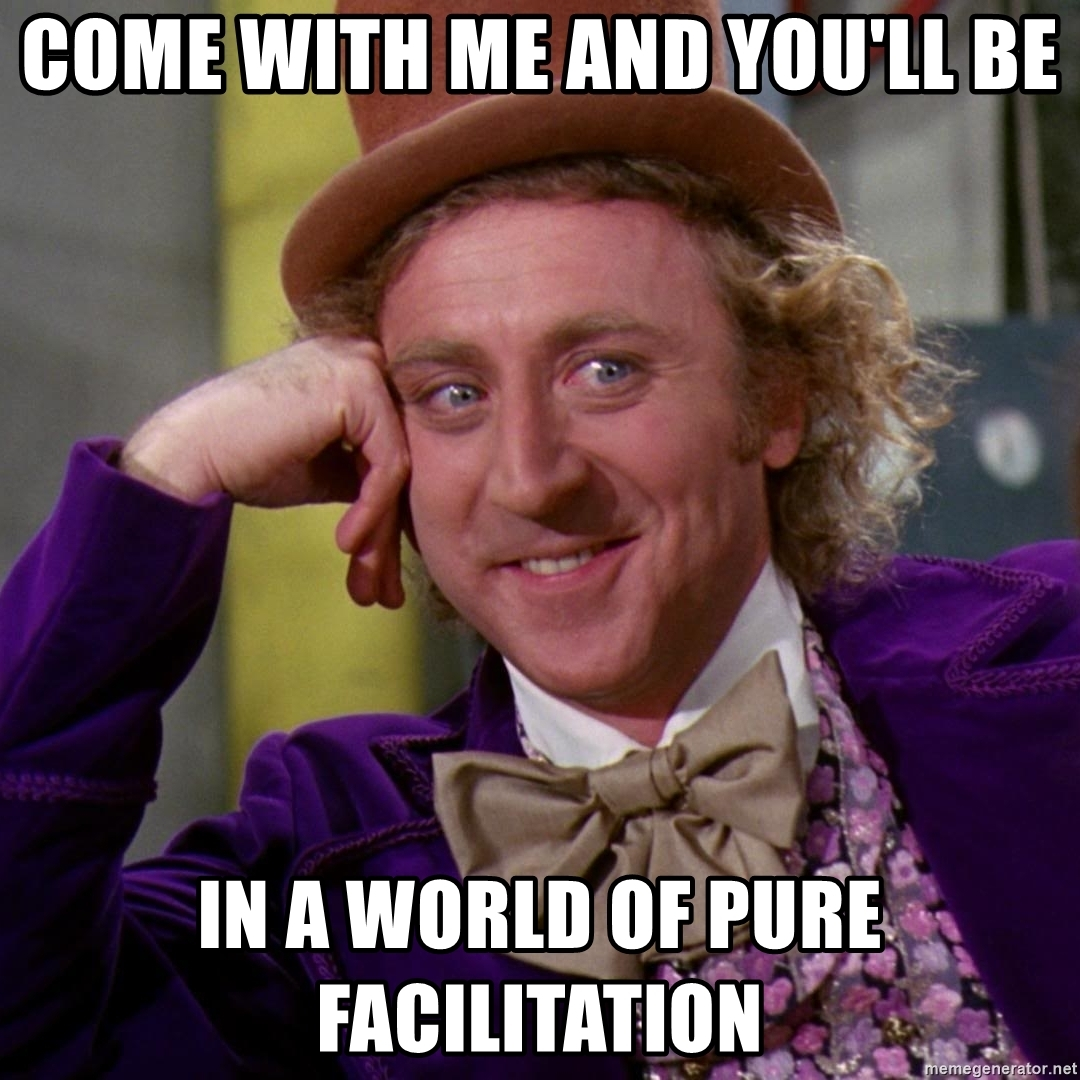 COME WITH ME AND YOU'LL BE
IN A WORLD OF PURE
FACILITATION
memegenerator.net